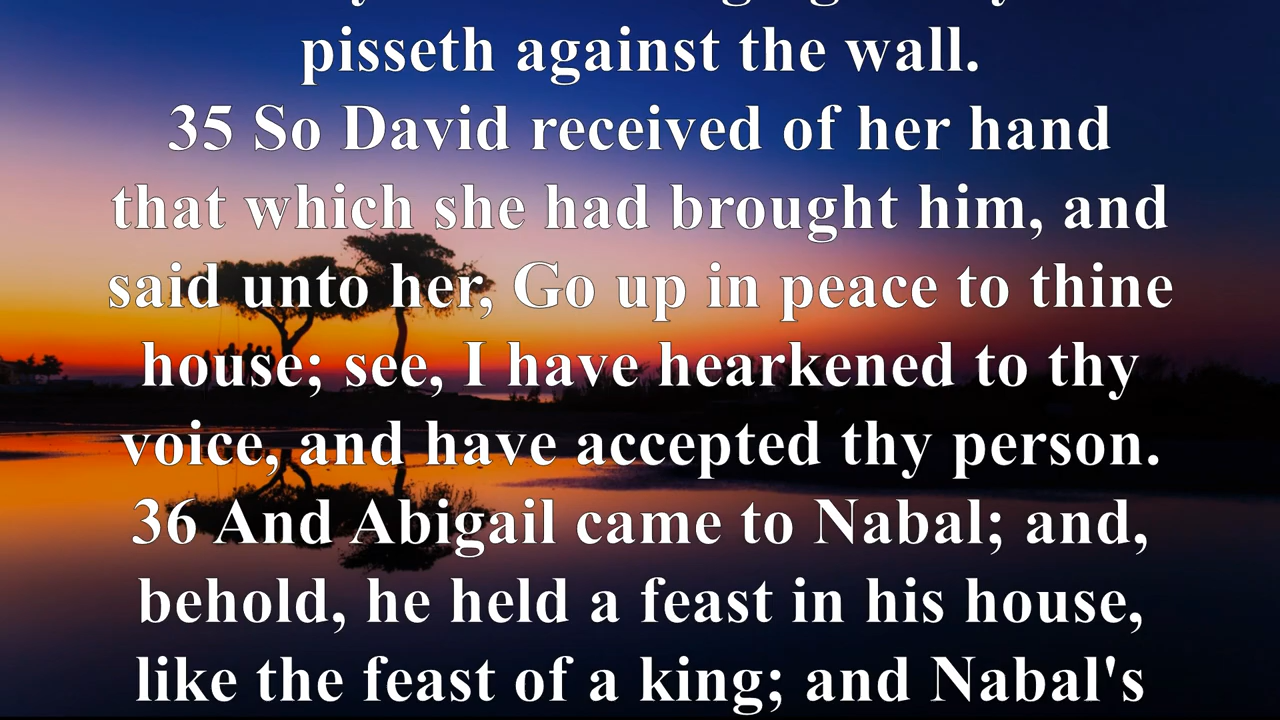 pisseth against the wall.
35 So David received of her hand
that which she had brought him, and
said unto her, Go up in peace to thine
house; see, I have hearkened to thy
voice, and have accepted thy person.
36 And Abigail came to Nabal; and,
behold, he held a feast in his house,
like the feast of a king; and Nabal's